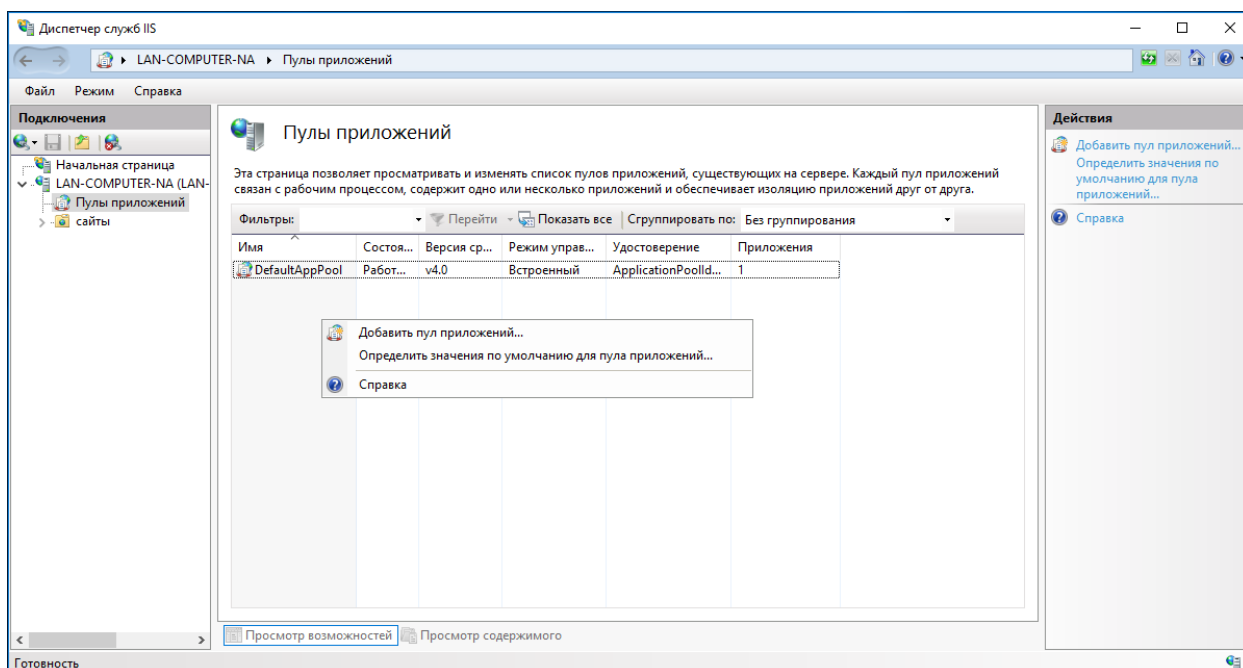 Диспетчер служб IIS
LAN-COMPUTER-NA Пулы приложений
Файл Режим Справка
Подключения
Начальная страница
LAN-COMPUTER-NA (LAN-
Пулы приложений
сайты
Пулы приложений
Эта страница позволяет просматривать и изменять список пулов приложений, существующих на сервере. Каждый пул приложений
связан с рабочим процессом, содержит одно или несколько приложений и обеспечивает изоляцию приложений друг от друга.
Фильтры: Перейти Показать все Сгруппировать по: Без группирования
Имя Состоя... Версия ср... Режим управ... Удостоверение Приложения
DefaultAppPool Работ... v4.0 Встроенный ApplicationPoolId... 1
Добавить пул приложений...
Определить значения по умолчанию для пула приложений...
Справка
Просмотр возможностей Просмотр содержимого
Действия
Добавить пул приложений...
Определить значения по
умолчанию для пула
приложений...
Справка
Готовность